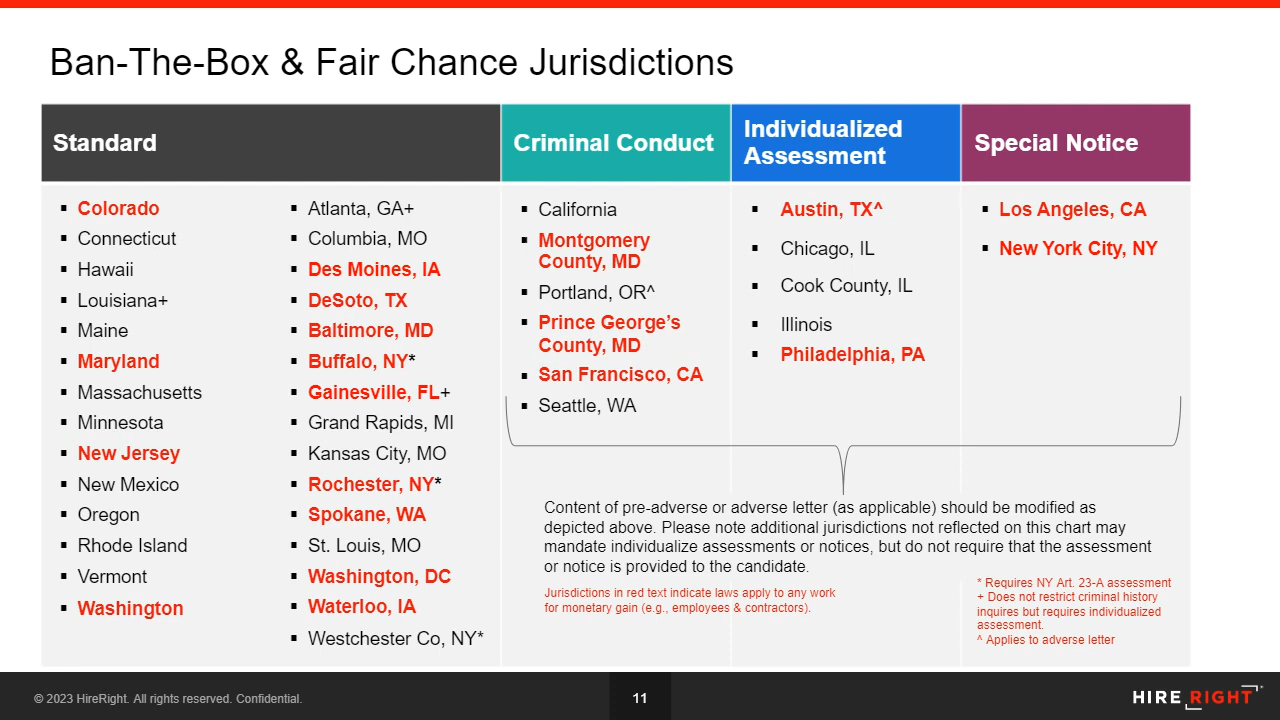 Ban-The-Box & Fair Chance Jurisdictions
Standard
Colorado
Connecticut
Hawaii
Louisiana+
Maine
Maryland
Massachusetts
Minnesota
New Jersey
New Mexico
Oregon
Rhode Island
Vermont
Washington
Atlanta, GA+
Columbia, MO
Des Moines, IA
DeSoto, TX
Baltimore, MD
Buffalo, NY*
Gainesville, FL+
Grand Rapids, MI
Kansas City, MO
Rochester, NY*
Spokane, WA
St. Louis, MO
Washington, DC
Waterloo, IA
Westchester Co, NY*
Criminal Conduct
California
Montgomery
County, MD
Portland, OR^
Prince George's
County, MD
San Francisco, CA
Seattle, WA
Individualized
Assessment
Austin, TX^
Chicago, IL
Cook County, IL
Illinois
Philadelphia, PA
Special Notice
Los Angeles, CA
New York City, NY
Content of pre-adverse or adverse letter (as applicable) should be modified as
depicted above. Please note additional jurisdictions not reflected on this chart may
mandate individualize assessments or notices, but do not require that the assessment
or notice is provided to the candidate.
Jurisdictions in red text indicate laws apply to any work
for monetary gain (e.g., employees & contractors).
* Requires NY Art. 23-A assessment
+ Does not restrict criminal history
inquires but requires individualized
assessment.
^ Applies to adverse letter
© 2023 HireRight. All rights reserved. Confidential.
11
HIRE RIGHT